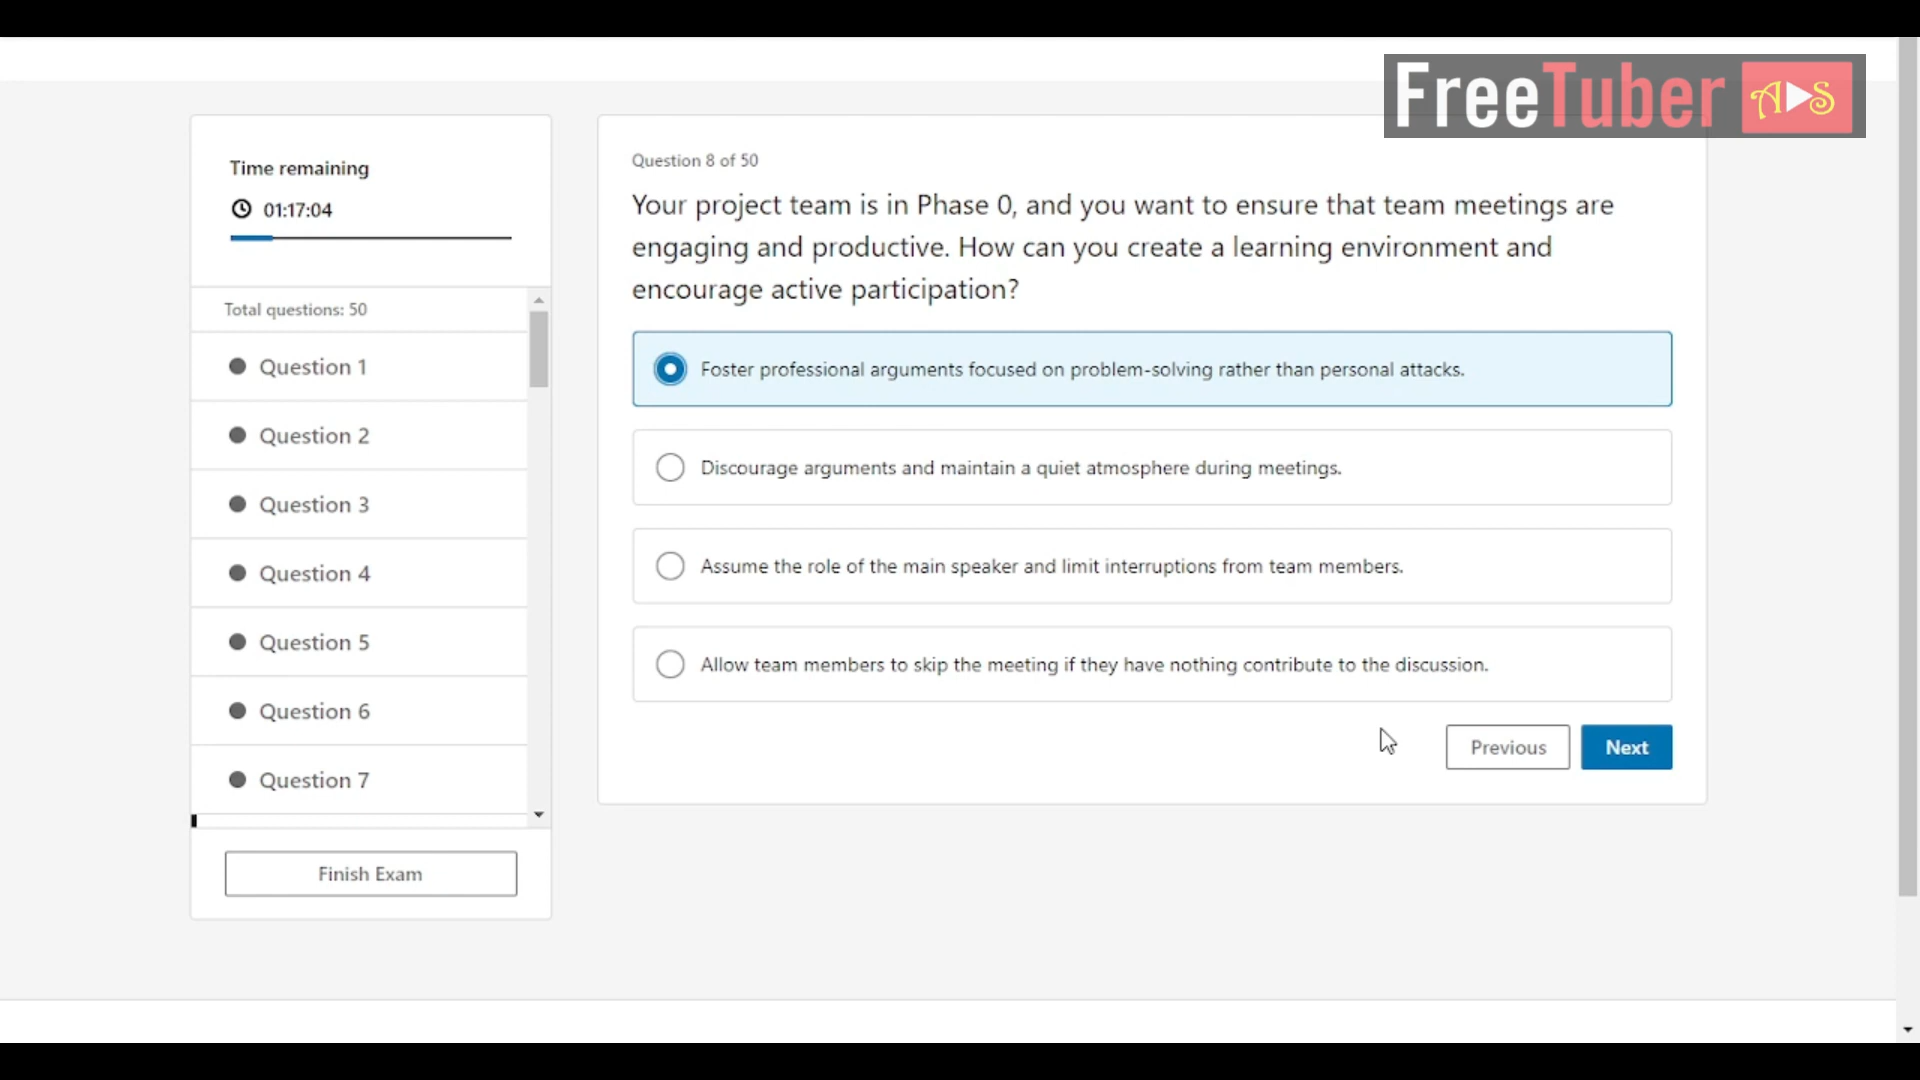 FreeTuber A S
Time remaining
01:17:04
Total questions: 50
Question 1
Question 2
Question 3
Question 4
Question 5
Question 6
Question 7
Finish Exam
Question 8 of 50
Your project team is in Phase 0, and you want to ensure that team meetings are
engaging and productive. How can you create a learning environment and
encourage active participation?
Foster professional arguments focused on problem-solving rather than personal attacks.
Discourage arguments and maintain a quiet atmosphere during meetings.
Assume the role of the main speaker and limit interruptions from team members.
Allow team members to skip the meeting if they have nothing contribute to the discussion.
Previous
Next